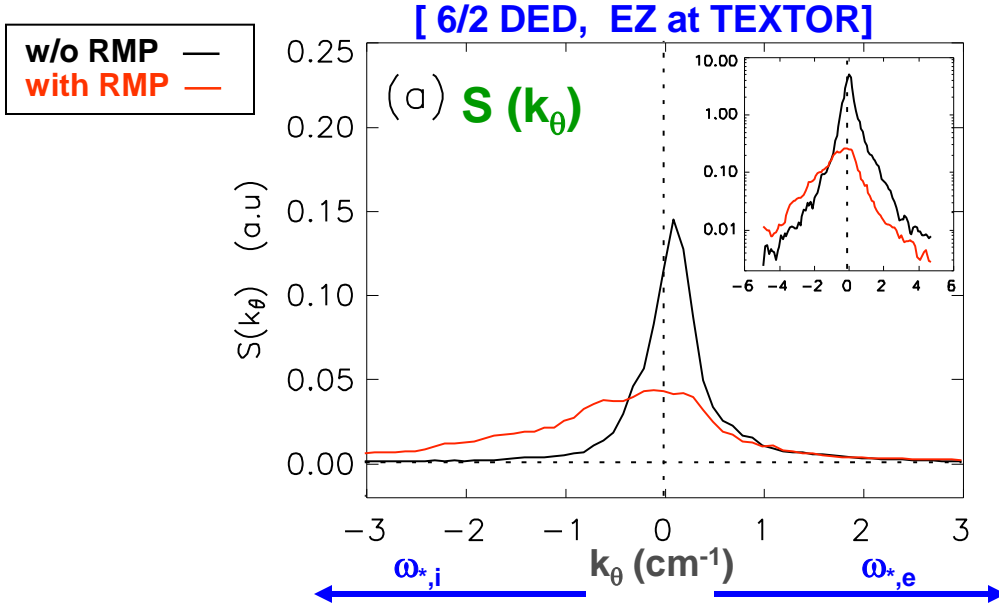 [ 6/2 DED, EZ at TEXTOR]
w/o RMP —
with RMP —
(a) S (kθ)
S(kθ) (a.u)
0.25
0.20
0.15
0.10
0.05
0.00
-3 -2 -1 0 1 2 3
10.00
1.00
0.10
0.01
-6 -4 -2 0 2 4 6
kθ (cm-1)
ω*,i
ω*,e